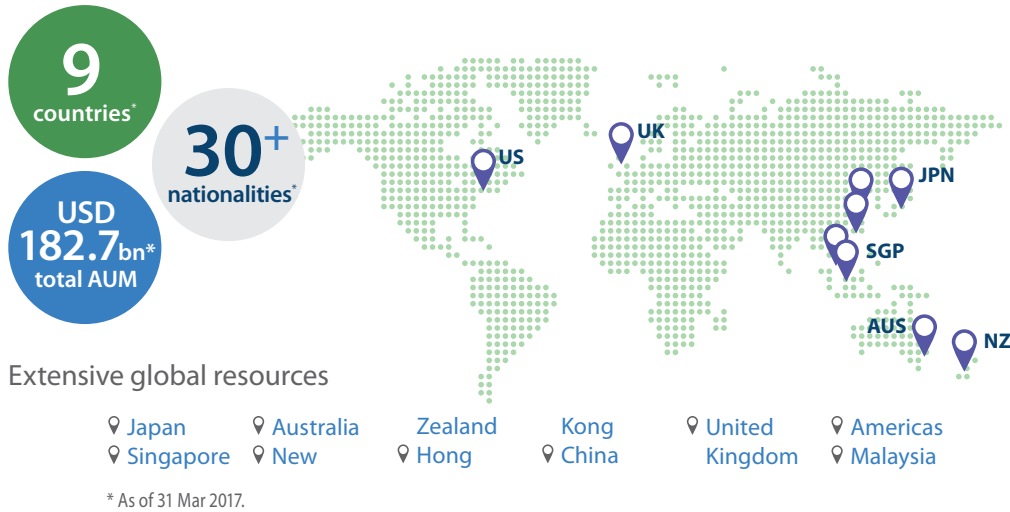 9
countries*
30+
nationalities*
USD
182.7bn*
total AUM
US
UK
JPN
SGP
AUS
NZ
Extensive global resources
Japan
Singapore
Australia
New
Zealand
Hong
Kong
China
United
Kingdom
Americas
Malaysia
* As of 31 Mar 2017.